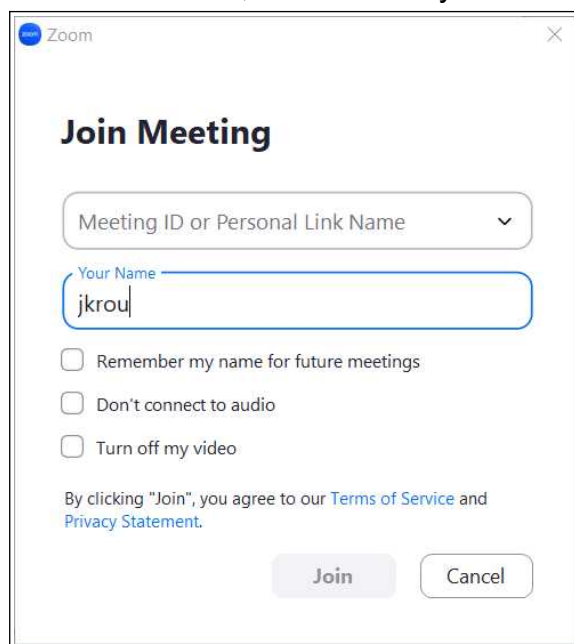 zoom Zoom
Join Meeting
Meeting ID or Personal Link Name
Your Name
jkrou
Remember my name for future meetings
Don't connect to audio
Turn off my video
By clicking "Join", you agree to our Terms of Service and
Privacy Statement.
Join Cancel